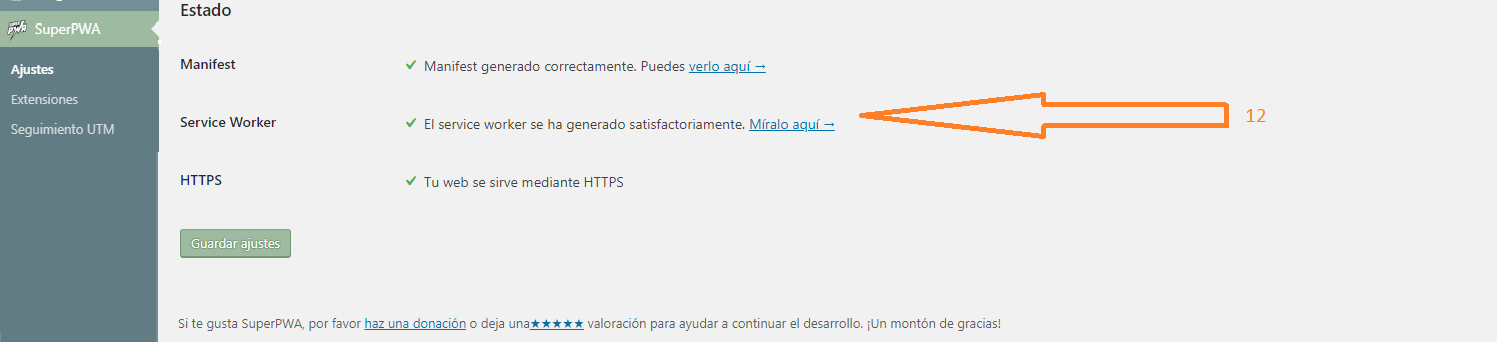 Estado
SuperPWA
Ajustes
Extensiones
Seguimiento UTM
Manifest
Manifest generado correctamente. Puedes verlo aquí →
Service Worker
El service worker se ha generado satisfactoriamente. Míralo aquí →
12
HTTPS
Tu web se sirve mediante HTTPS
Guardar ajustes
Si te gusta SuperPWA, por favor haz una donación o deja una★★★★★ valoración para ayudar a continuar el desarrollo. ¡Un montón de gracias!